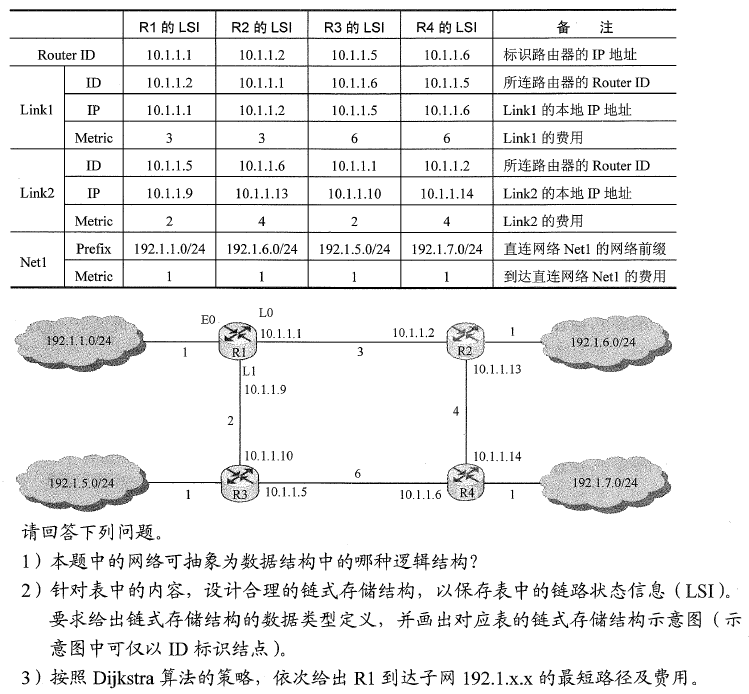 R1 的 LSI R2 的 LSI R3 的 LSI R4 的 LSI 备 注
Router ID 10.1.1.1 10.1.1.2 10.1.1.5 10.1.1.6 标识路由器的 IP 地址
Link1 ID 10.1.1.2 10.1.1.1 10.1.1.6 10.1.1.5 所连路由器的 Router ID
IP 10.1.1.1 10.1.1.2 10.1.1.5 10.1.1.6 Link1 的本地 IP 地址
Metric 3 3 6 6 Link1 的费用
Link2 ID 10.1.1.5 10.1.1.6 10.1.1.1 10.1.1.2 所连路由器的 Router ID
IP 10.1.1.9 10.1.1.13 10.1.1.10 10.1.1.14 Link2 的本地 IP 地址
Metric 2 4 2 4 Link2 的费用
Net1 Prefix 192.1.1.0/24 192.1.6.0/24 192.1.5.0/24 192.1.7.0/24 直连网络 Net1 的网络前缀
Metric 1 1 1 1 到达直连网络 Net1 的费用
E0 L0
192.1.1.0/24 10.1.1.1 10.1.1.2 1 192.1.6.0/24
1 R1 3 R2
L1 10.1.1.13
10.1.1.9
2 4
10.1.1.10 10.1.1.14
192.1.5.0/24 6 192.1.7.0/24
1 R3 10.1.1.5 10.1.1.6 R4 1
请回答下列问题。
1）本题中的网络可抽象为数据结构中的哪种逻辑结构？
2）针对表中的内容，设计合理的链式存储结构，以保存表中的链路状态信息（LSI）。
要求给出链式存储结构的数据类型定义，并画出对应表的链式存储结构示意图（示
意图中可仅以 ID 标识结点）。
3）按照 Dijkstra 算法的策略，依次给出 R1 到达子网 192.1.x.x 的最短路径及费用。